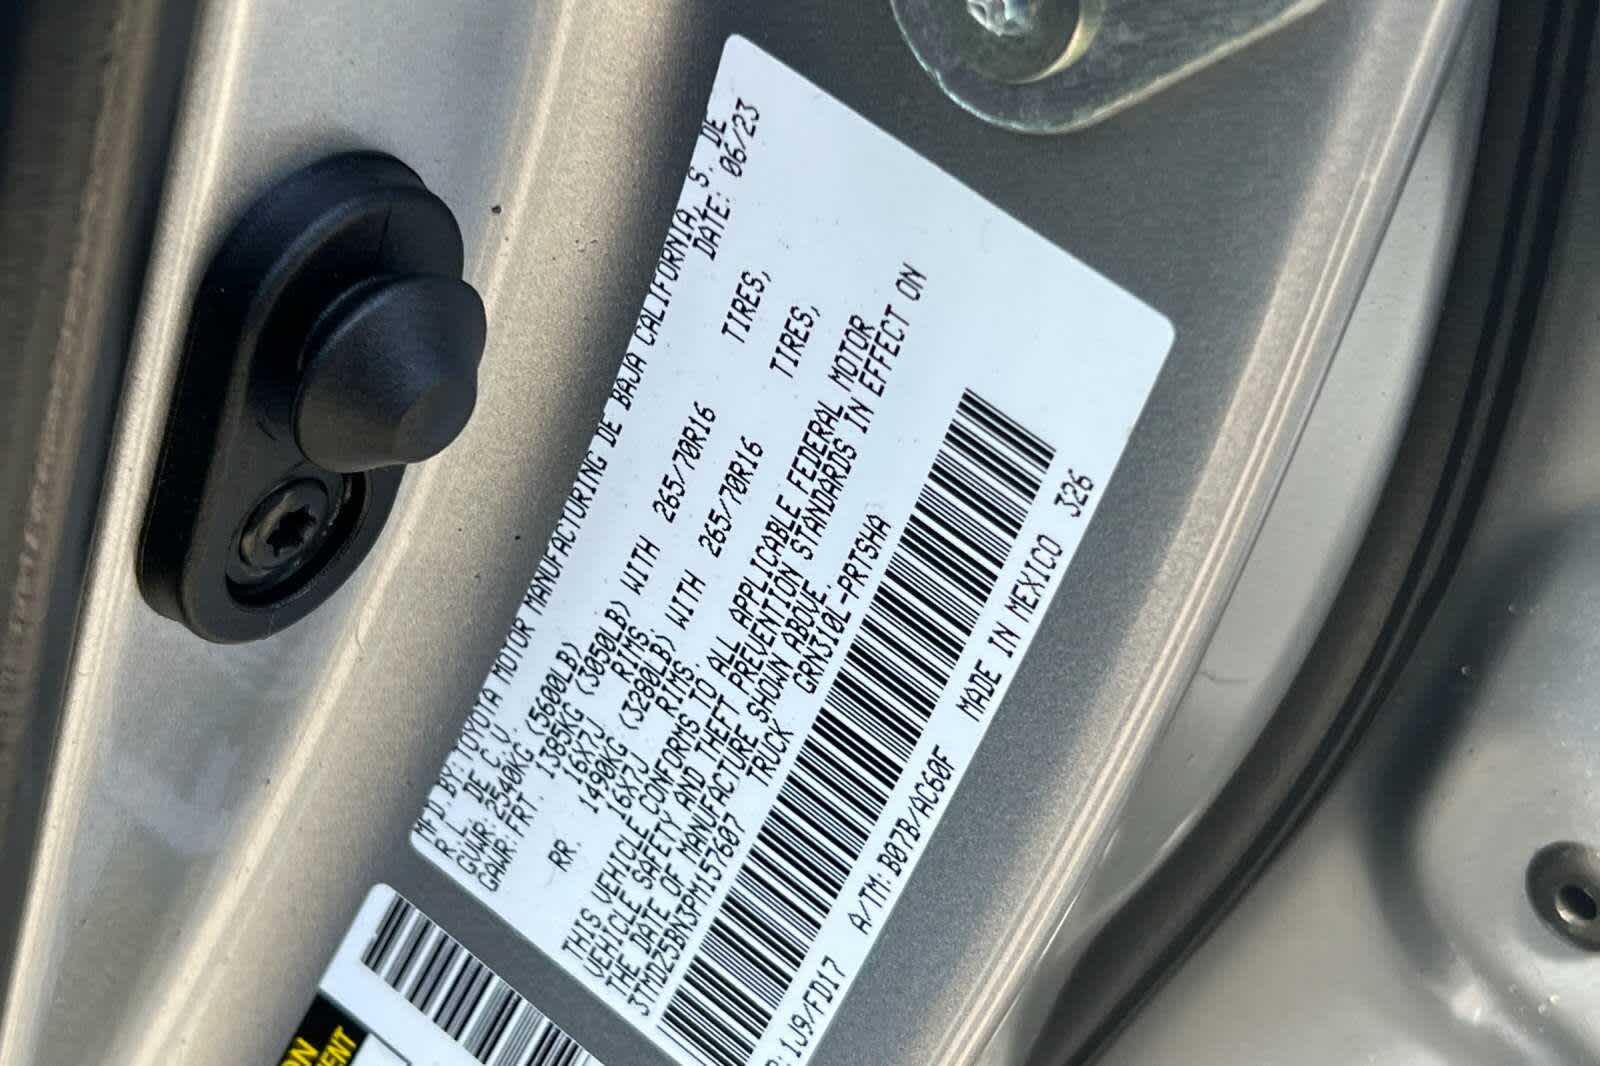 MFD. BY:TOYOTA MOTOR MANUFACTURING DE BAJA CALIFORNIA, S. DE
R.L. DE C.V. DATE: 06/23
GVWR: 2540KG (5600LB)
GAWR:FRT. 1385KG (3050LB) WITH 265/70R16 TIRES,
16X7J RIMS
RR. 1490KG (3280LB) WITH 265/70R16 TIRES,
16X7J RIMS.
THIS VEHICLE CONFORMS TO ALL APPLICABLE FEDERAL MOTOR
VEHICLE SAFETY AND THEFT PREVENTION STANDARDS IN EFFECT ON
THE DATE OF MANUFACTURE SHOWN ABOVE.
3TMDZ5BN3PM157607 TRUCK GRN310L-PRTSHA
:1J9/FD17 A/TM: B07B/AC60F MADE IN MEXICO 326